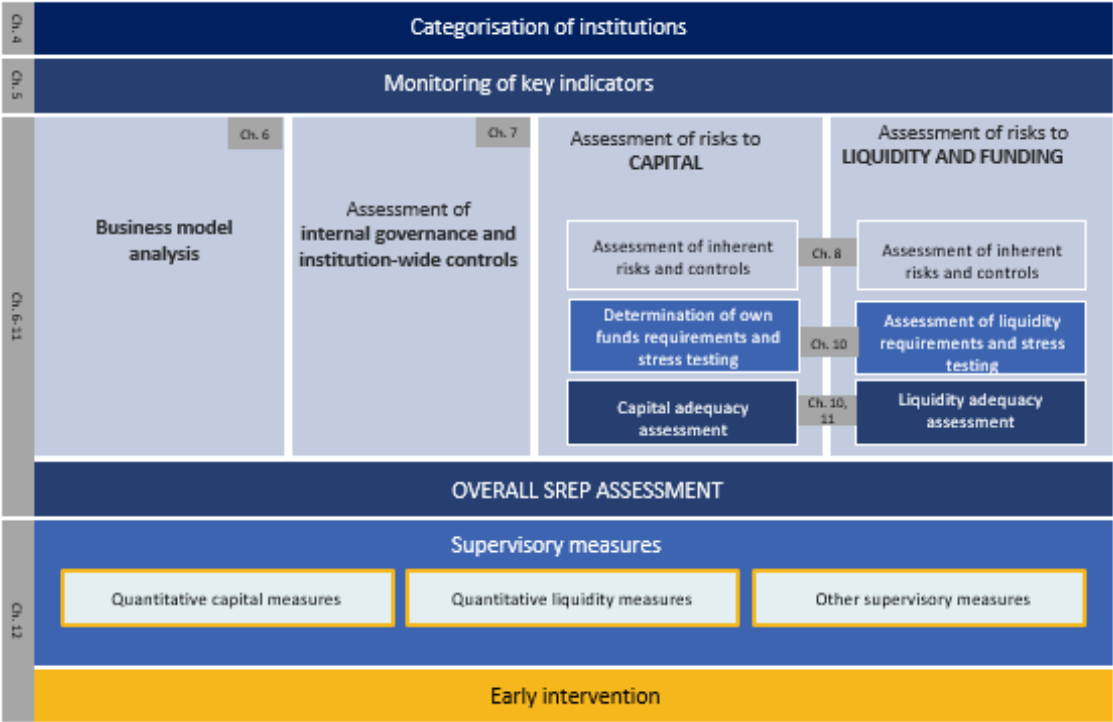 Ch. 4
Categorisation of institutions
Ch. 5
Monitoring of key indicators
Ch. 6-11
Ch. 6
Business model
analysis
Ch. 7
Assessment of
internal governance and
institution-wide controls
Assessment of risks to
CAPITAL
Assessment of risks to
LIQUIDITY AND FUNDING
Assessment of inherent
risks and controls
Ch. 8
Assessment of inherent
risks and controls
Determination of own
funds requirements and
stress testing
Ch. 10
Assessment of liquidity
requirements and stress
testing
Capital adequacy
assessment
Ch. 10,
11
Liquidity adequacy
assessment
OVERALL SREP ASSESSMENT
Ch. 12
Supervisory measures
Quantitative capital measures
Quantitative liquidity measures
Other supervisory measures
Early intervention